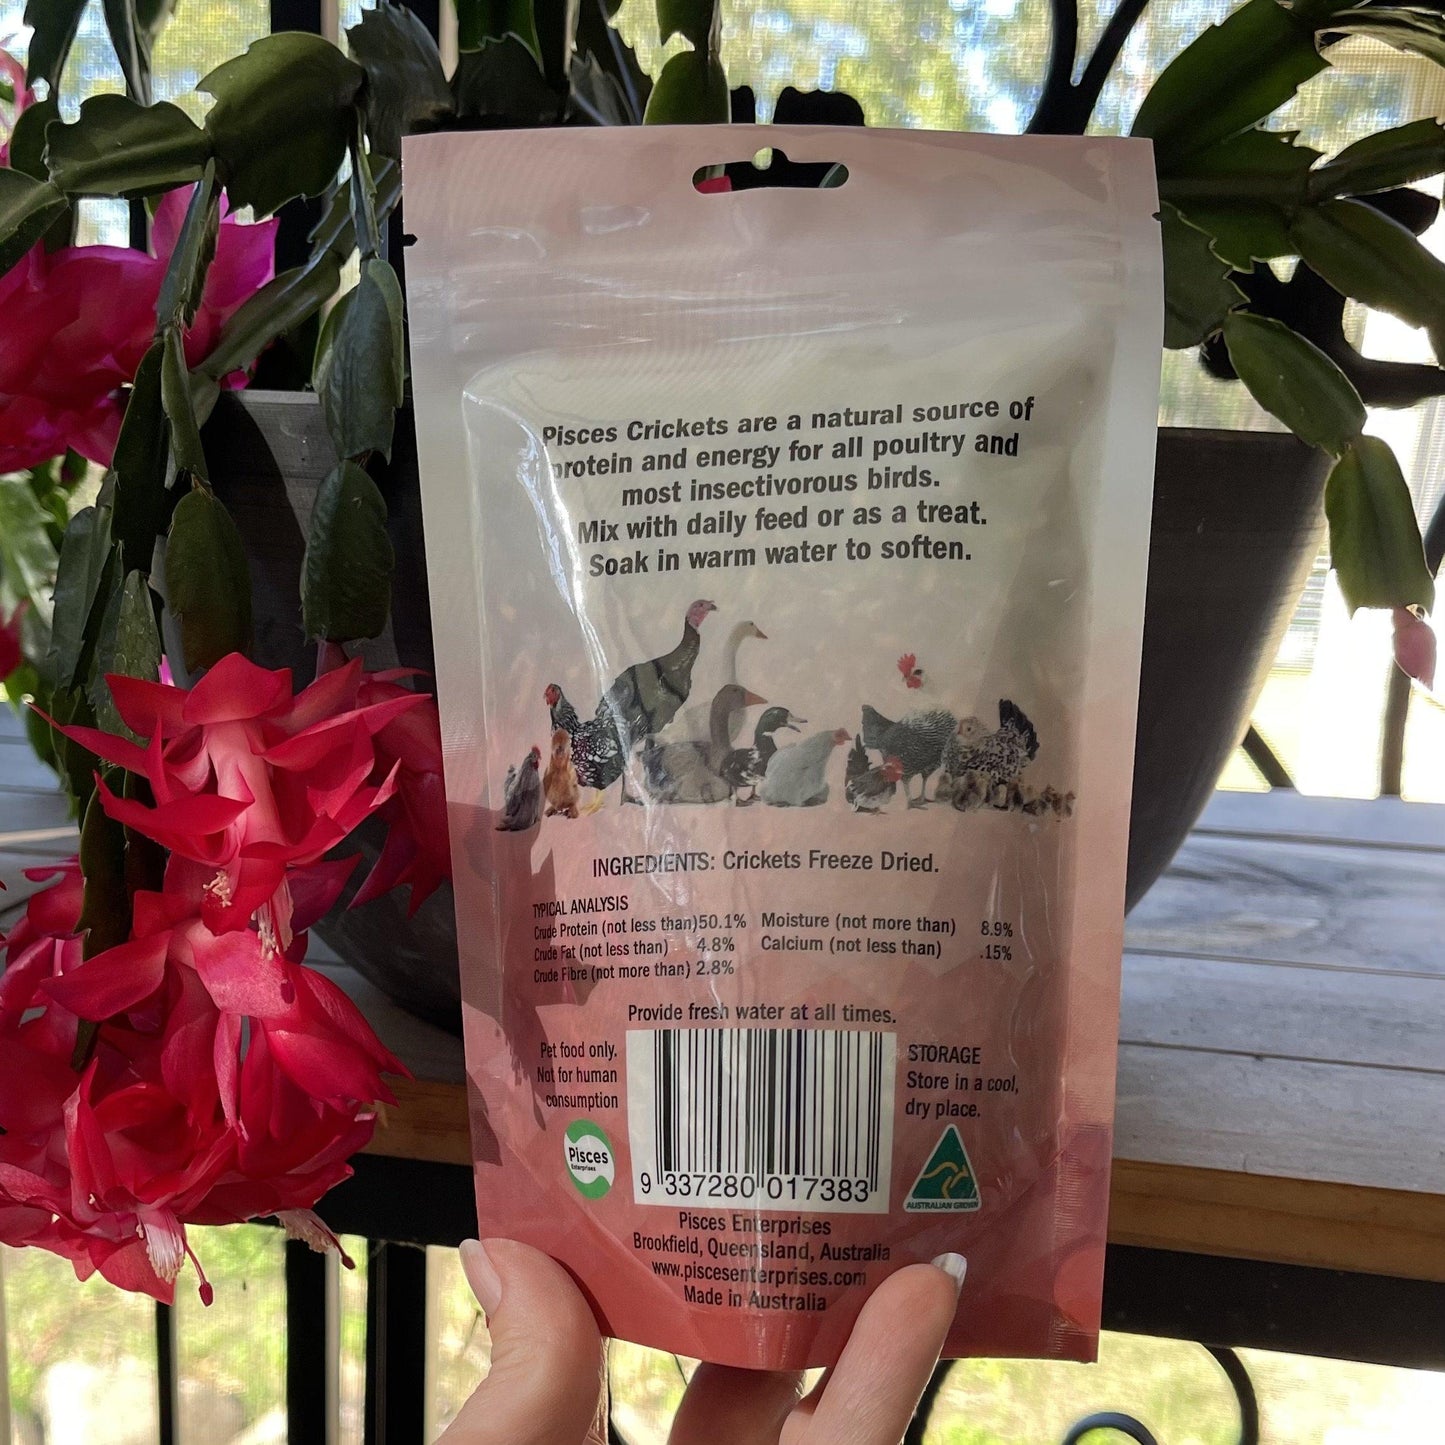 Pisces Crickets are a natural source of
protein and energy for all poultry and
most insectivorous birds.
Mix with daily feed or as a treat.
Soak in warm water to soften.
INGREDIENTS: Crickets Freeze Dried.
TYPICAL ANALYSIS
Crude Protein (not less than)50.1% Moisture (not more than) 8.9%
Crude Fat (not less than) 4.8% Calcium (not less than) .15%
Crude Fibre (not more than) 2.8%
Provide fresh water at all times.
Pet food only.
Not for human
consumption
STORAGE
Store in a cool,
dry place.
Pisces
Enterprises
9 337280 017383
AUSTRALIAN GROWN
Pisces Enterprises
Brookfield, Queensland, Australia
www.piscesenterprises.com
Made in Australia